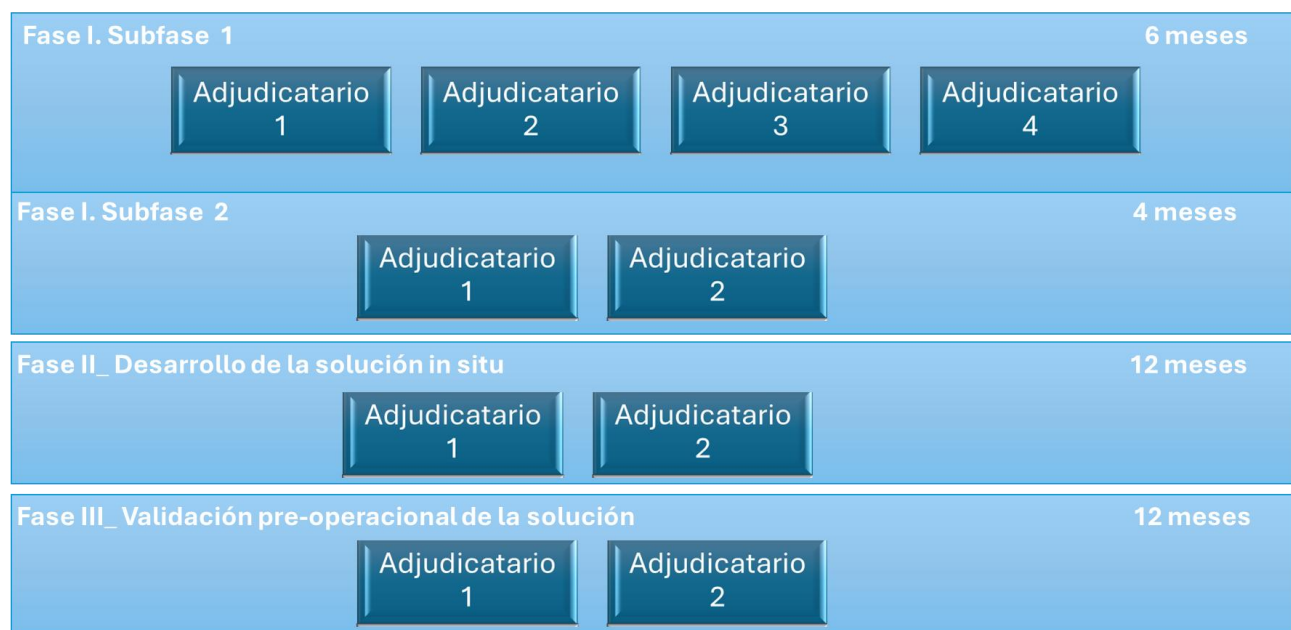 Fase I. Subfase 1 6 meses
Adjudicatario Adjudicatario Adjudicatario Adjudicatario
1 2 3 4
Fase I. Subfase 2 4 meses
Adjudicatario Adjudicatario
1 2
Fase II_ Desarrollo de la solución in situ 12 meses
Adjudicatario Adjudicatario
1 2
Fase III_ Validación pre-operacional de la solución 12 meses
Adjudicatario Adjudicatario
1 2